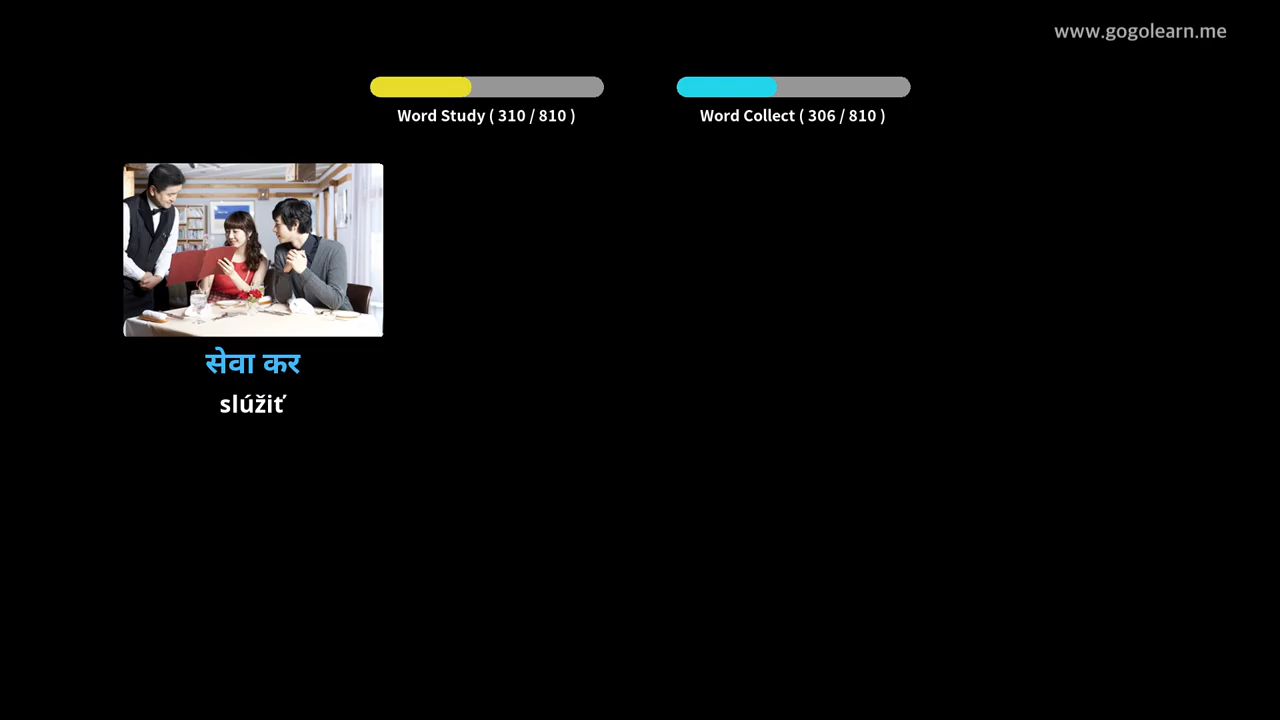 www.gogolearn.me
Word Study ( 310 / 810 )
Word Collect ( 306 / 810 )
सेवा कर
slúžiť